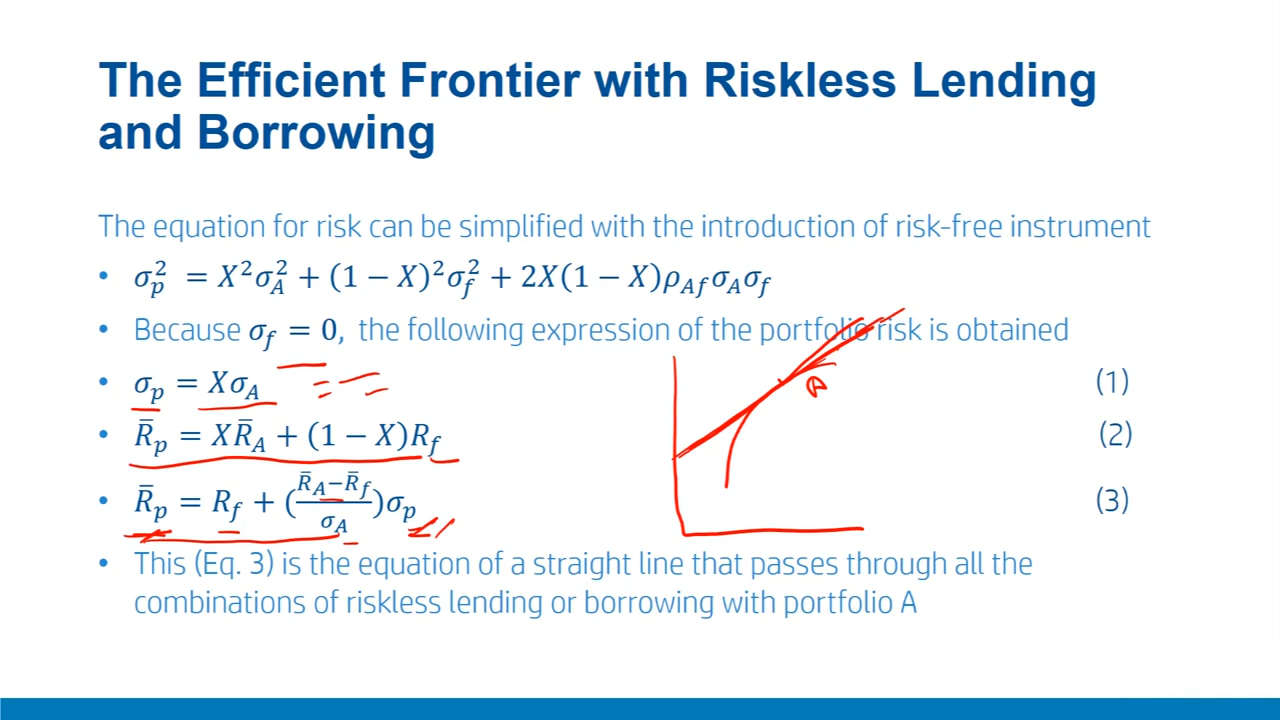 The Efficient Frontier with Riskless Lending
and Borrowing
The equation for risk can be simplified with the introduction of risk-free instrument
• σ_p^2 = X^2σ_A^2 + (1 − X)^2σ_f^2 + 2X(1 − X)ρ_{Af}σ_Aσ_f
• Because σ_f = 0, the following expression of the portfolio risk is obtained
• σ_p = Xσ_A (1)
• R̄_p = XR̄_A + (1 − X)R_f (2)
• R̄_p = R_f + ((R̄_A − R̄_f)/σ_A)σ_p (3)
A
• This (Eq. 3) is the equation of a straight line that passes through all the
combinations of riskless lending or borrowing with portfolio A